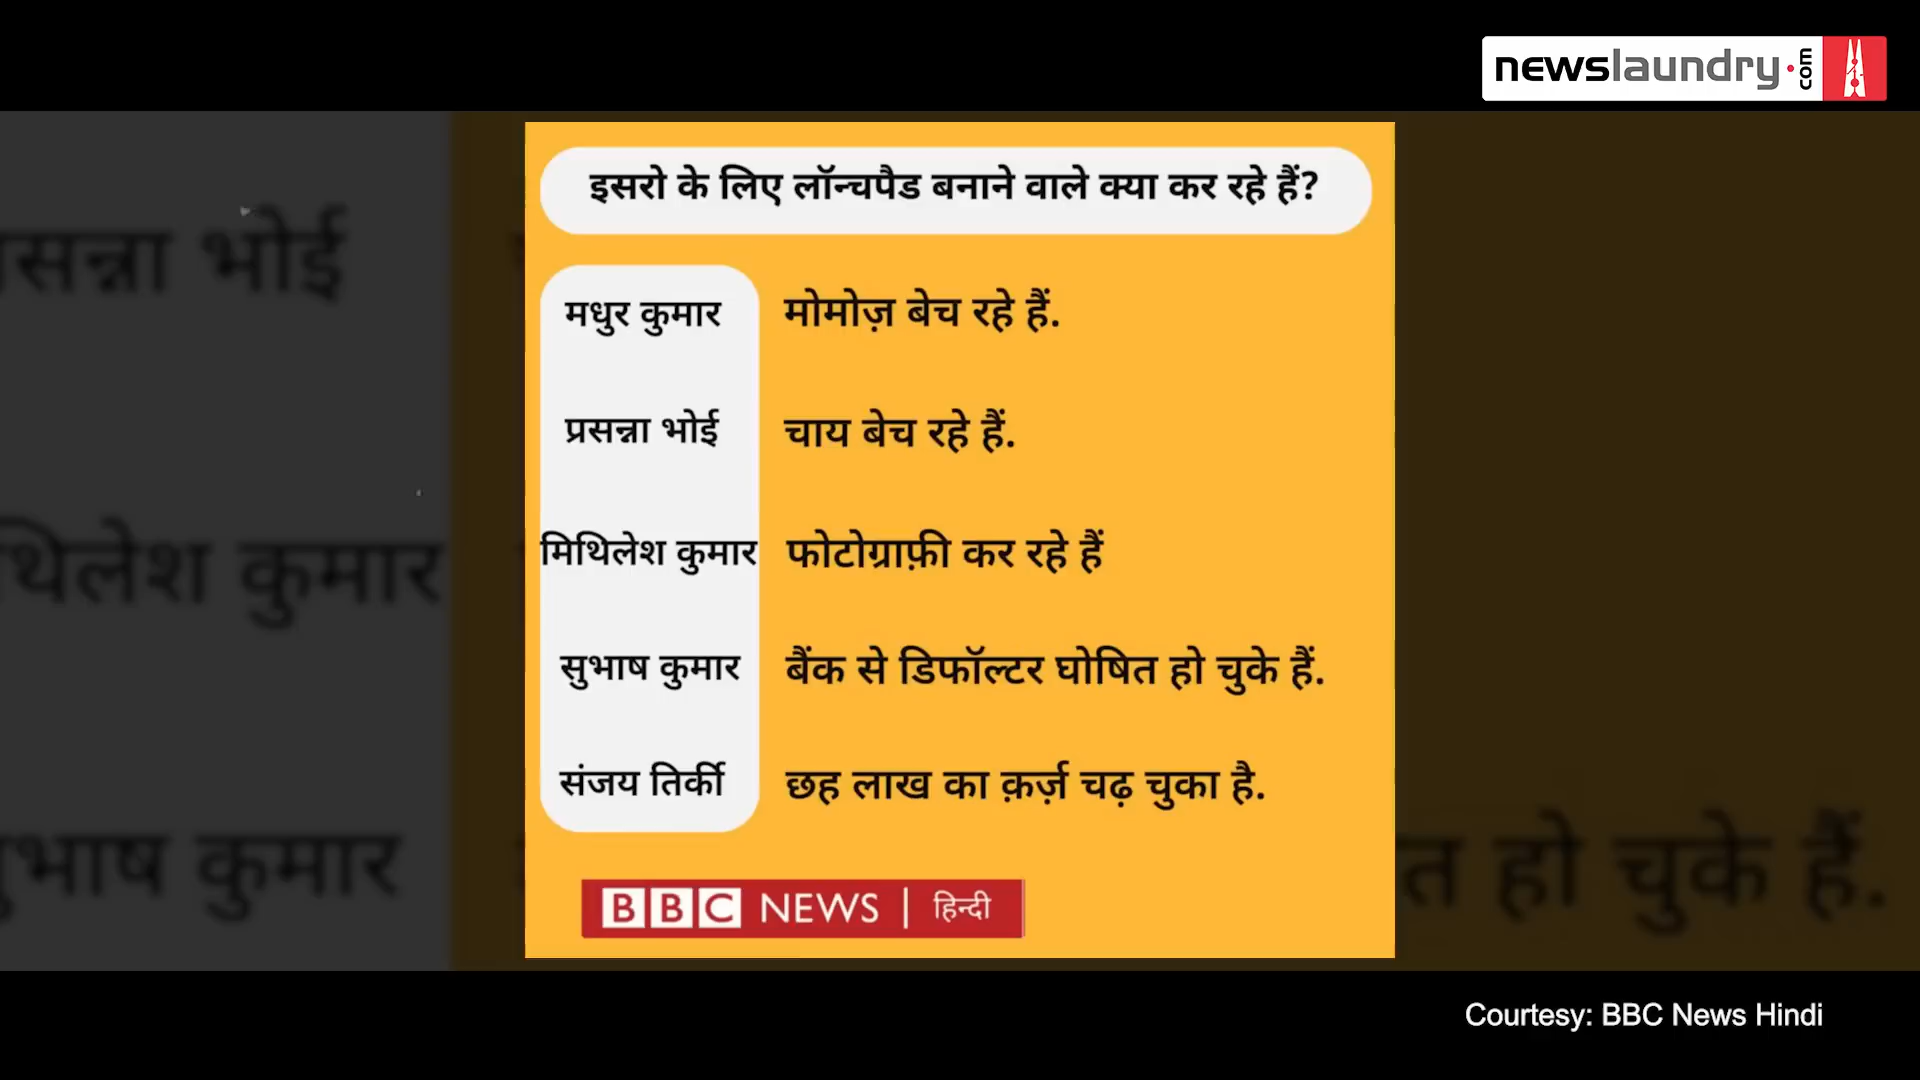 newslaundry.com
इसरो के लिए लॉन्चपैड बनाने वाले क्या कर रहे हैं?
मधुर कुमार मोमोज़ बेच रहे हैं.
प्रसन्ना भोई चाय बेच रहे हैं.
मिथिलेश कुमार फोटोग्राफ़ी कर रहे हैं
सुभाष कुमार बैंक से डिफॉल्टर घोषित हो चुके हैं.
संजय तिर्की छह लाख का क़र्ज़ चढ़ चुका है.
BBC NEWS | हिन्दी
Courtesy: BBC News Hindi